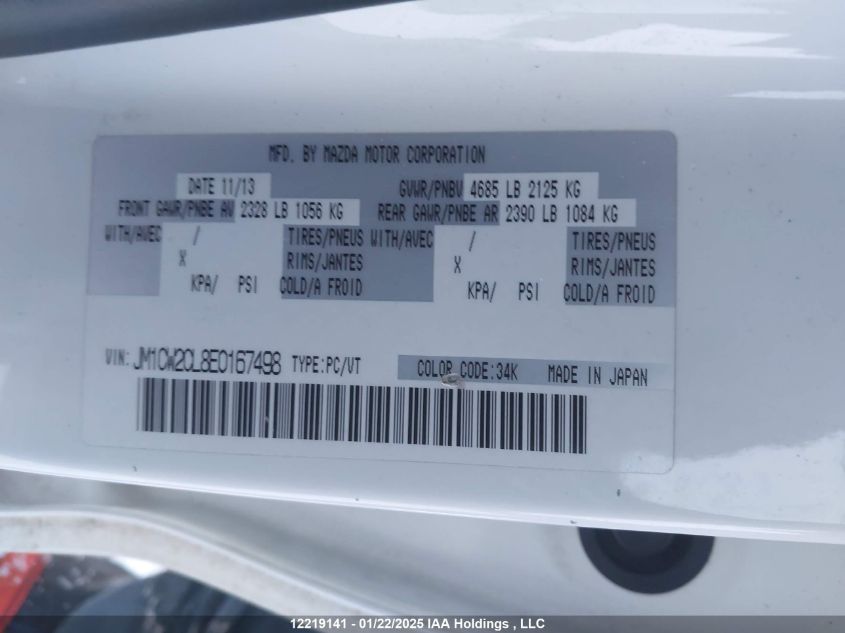 MFD. BY MAZDA MOTOR CORPORATION
DATE 11/13 GVWR/PNBV 4685 LB 2125 KG
FRONT GAWR/PNBE AV 2328 LB 1056 KG REAR GAWR/PNBE AR 2390 LB 1084 KG
WITH/AVEC / TIRES/PNEUS WITH/AVEC / TIRES/PNEUS
X RIMS/JANTES X RIMS/JANTES
KPA/ PSI COLD/A FROID KPA/ PSI COLD/A FROID
VIN: JM1CW2CL8E0167498 TYPE:PC/VT COLOR CODE:34K MADE IN JAPAN
12219141 - 01/22/2025 IAA Holdings , LLC